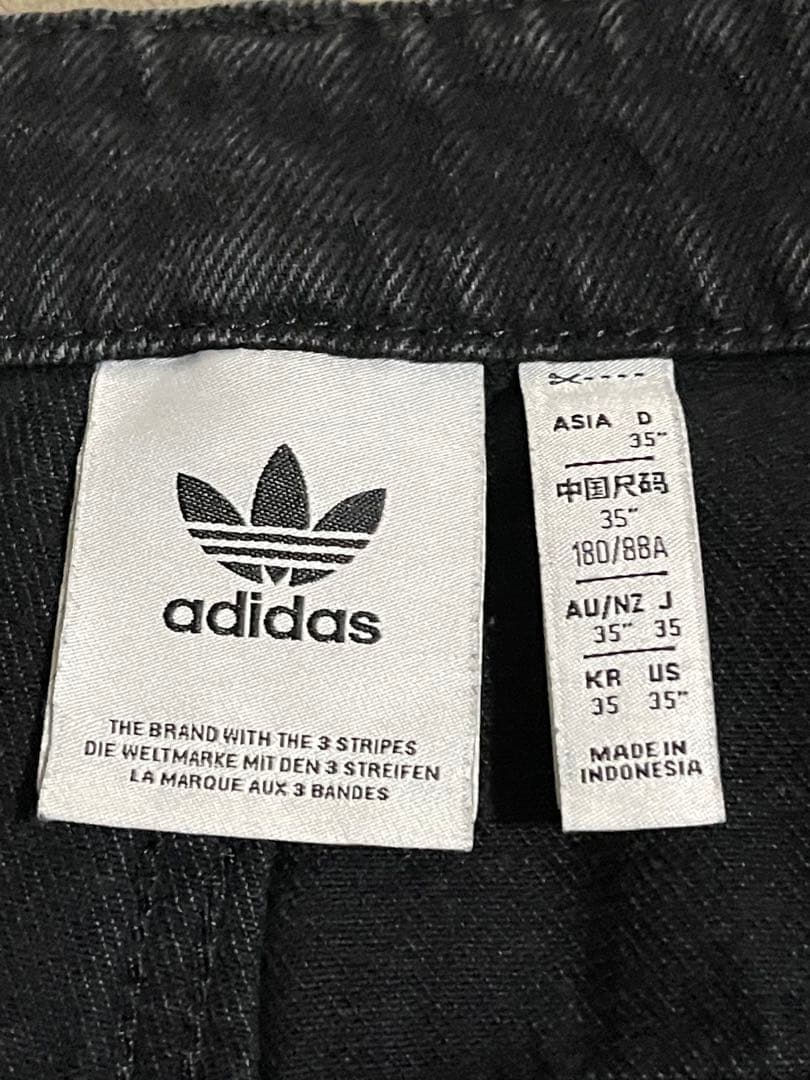 adidas
THE BRAND WITH THE 3 STRIPES
DIE WELTMARKE MIT DEN 3 STREIFEN
LA MARQUE AUX 3 BANDES
ASIA D
35"
中国尺码
35"
180/88A
AU/NZ J
35" 35
KR US
35 35"
MADE IN
INDONESIA